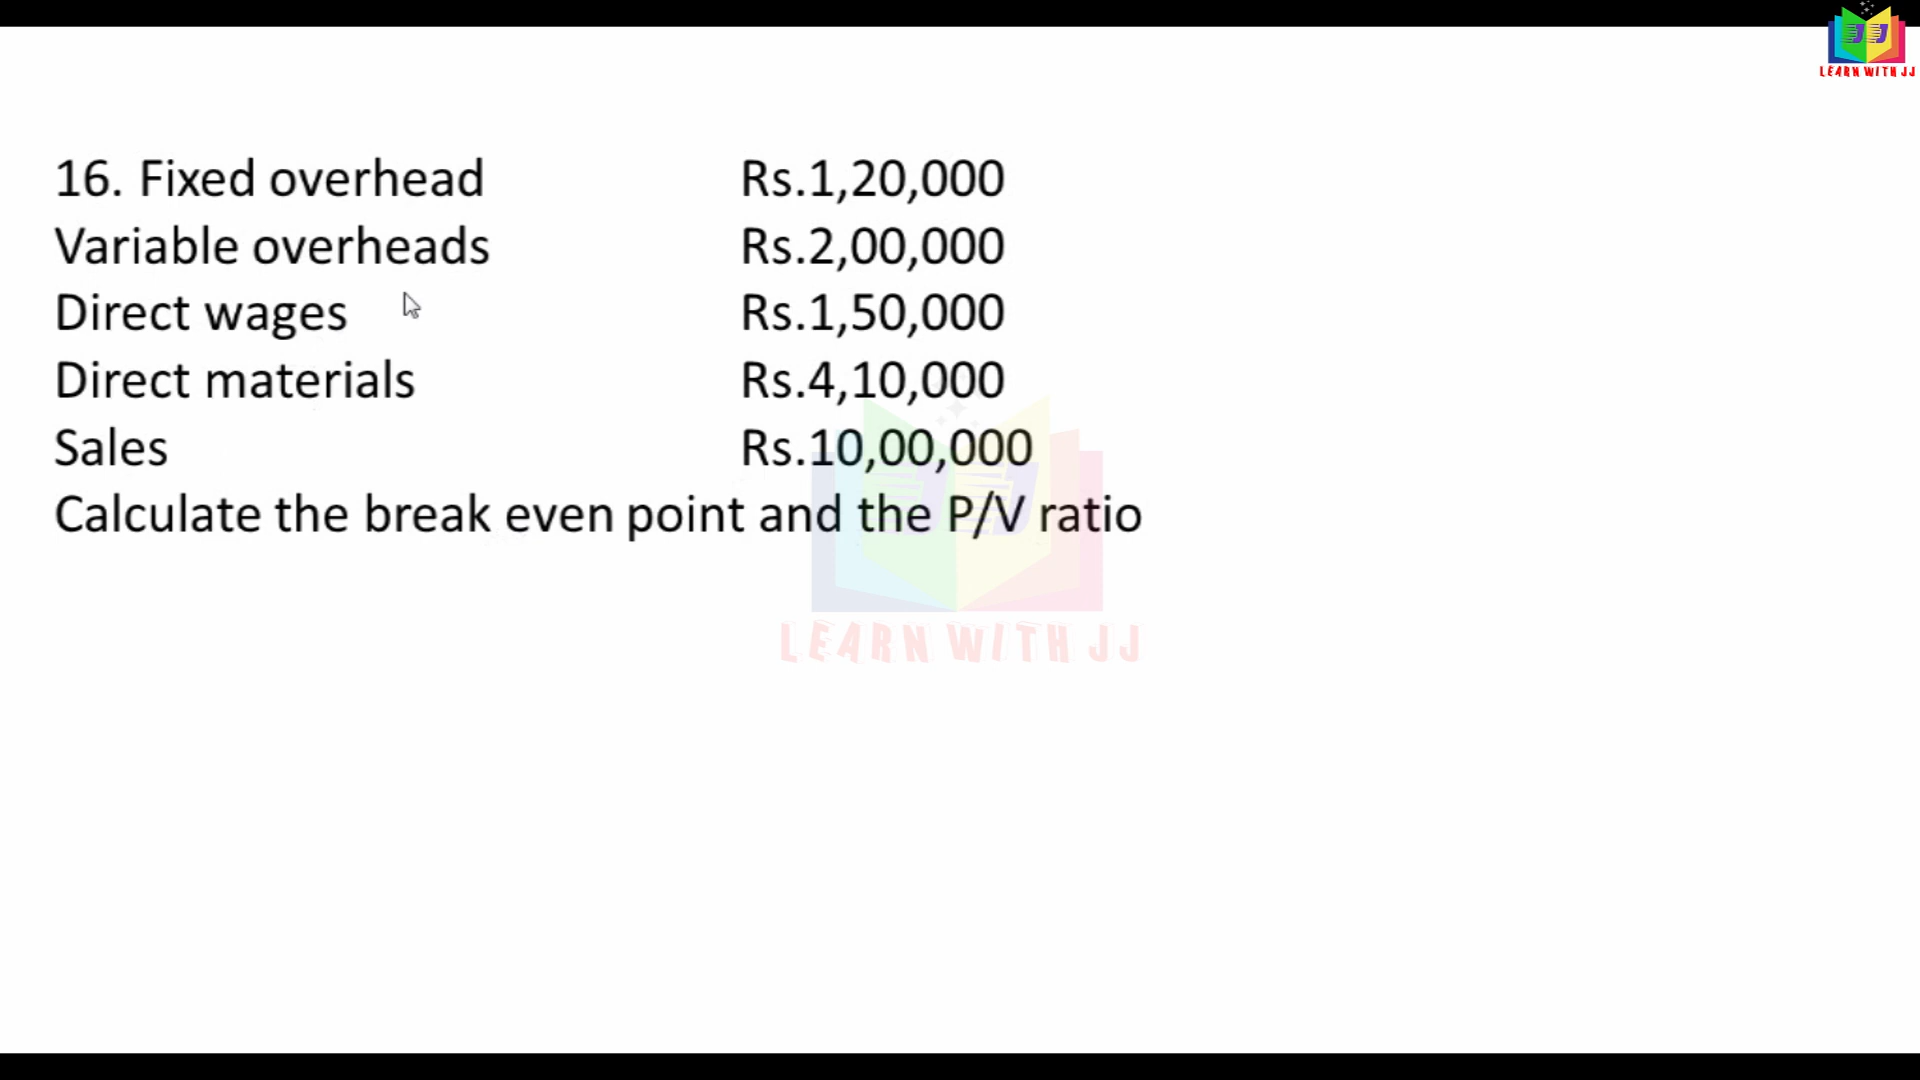 LEARN WITH JJ
16. Fixed overhead Rs.1,20,000
Variable overheads Rs.2,00,000
Direct wages Rs.1,50,000
Direct materials Rs.4,10,000
Sales Rs.10,00,000
Calculate the break even point and the P/V ratio
LEARN WITH JJ